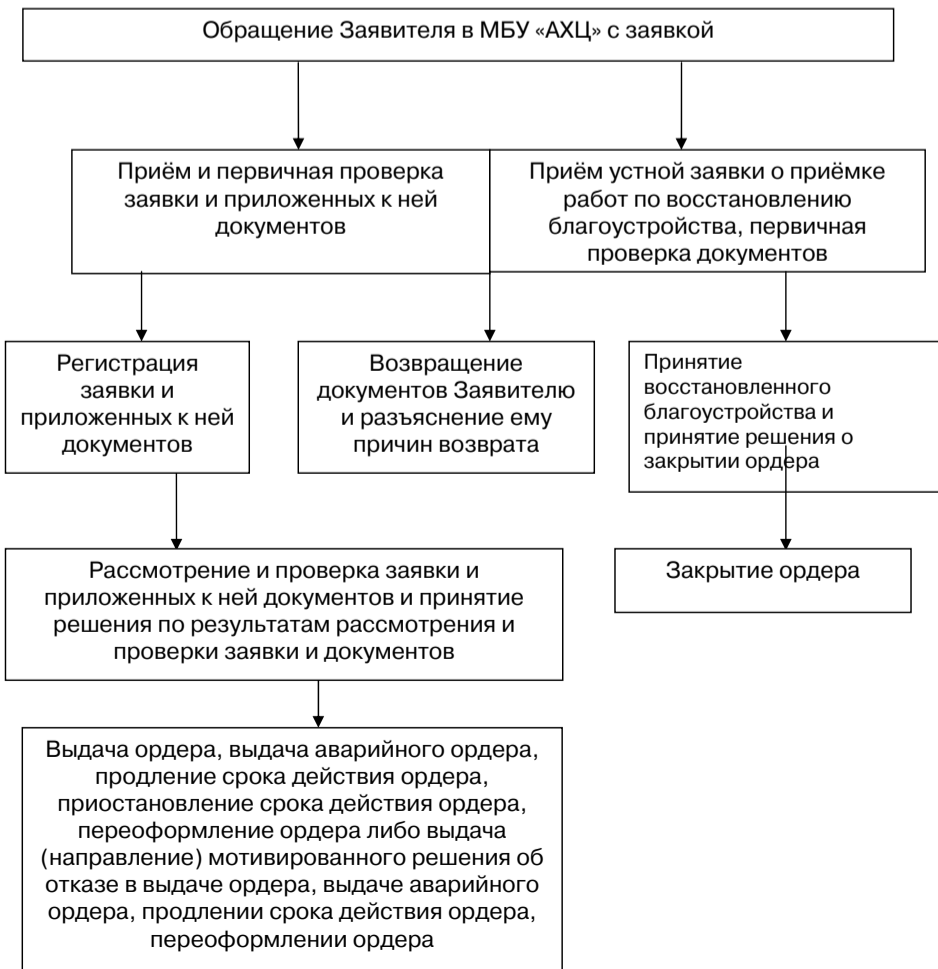 Обращение Заявителя в МБУ «АХЦ» с заявкой
Приём и первичная проверка
заявки и приложенных к ней
документов
Приём устной заявки о приёмке
работ по восстановлению
благоустройства, первичная
проверка документов
Регистрация
заявки и
приложенных к ней
документов
Возвращение
документов Заявителю
и разъяснение ему
причин возврата
Принятие
восстановленного
благоустройства и
принятие решения о
закрытии ордера
Рассмотрение и проверка заявки и
приложенных к ней документов и принятие
решения по результатам рассмотрения и
проверки заявки и документов
Закрытие ордера
Выдача ордера, выдача аварийного ордера,
продление срока действия ордера,
приостановление срока действия ордера,
переоформление ордера либо выдача
(направление) мотивированного решения об
отказе в выдаче ордера, выдаче аварийного
ордера, продлении срока действия ордера,
переоформлении ордера